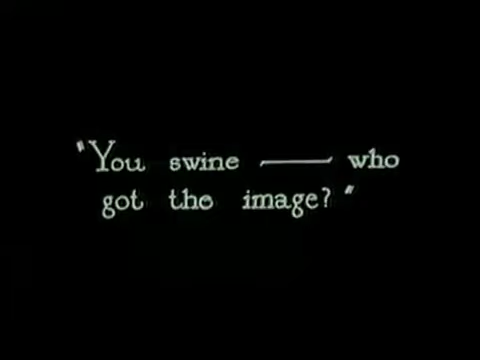 "You swine —— who
got the image?"